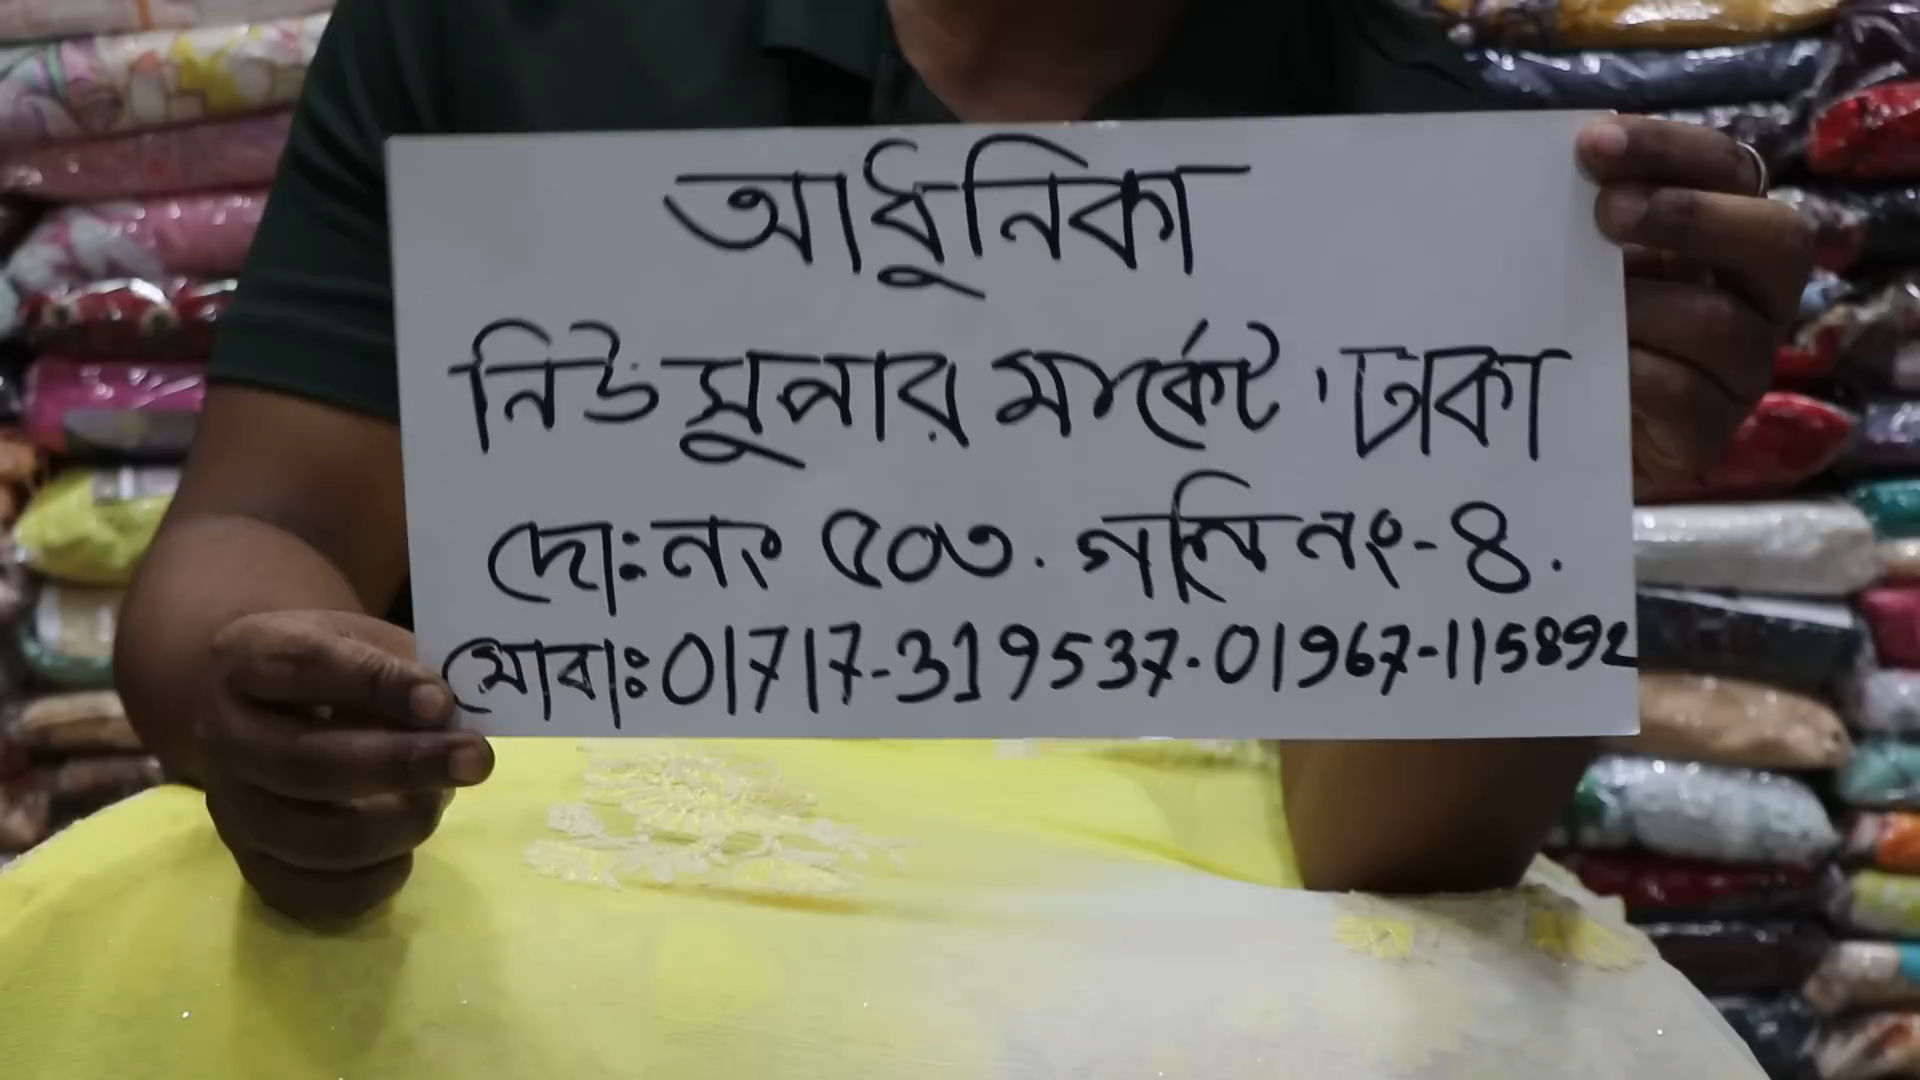 আধুনিকা
নিউ সুপার মার্কেট, ঢাকা
দো: নং ৫০৩. গলি নং-৪.
মোবা: 01717-319537-01967-115892